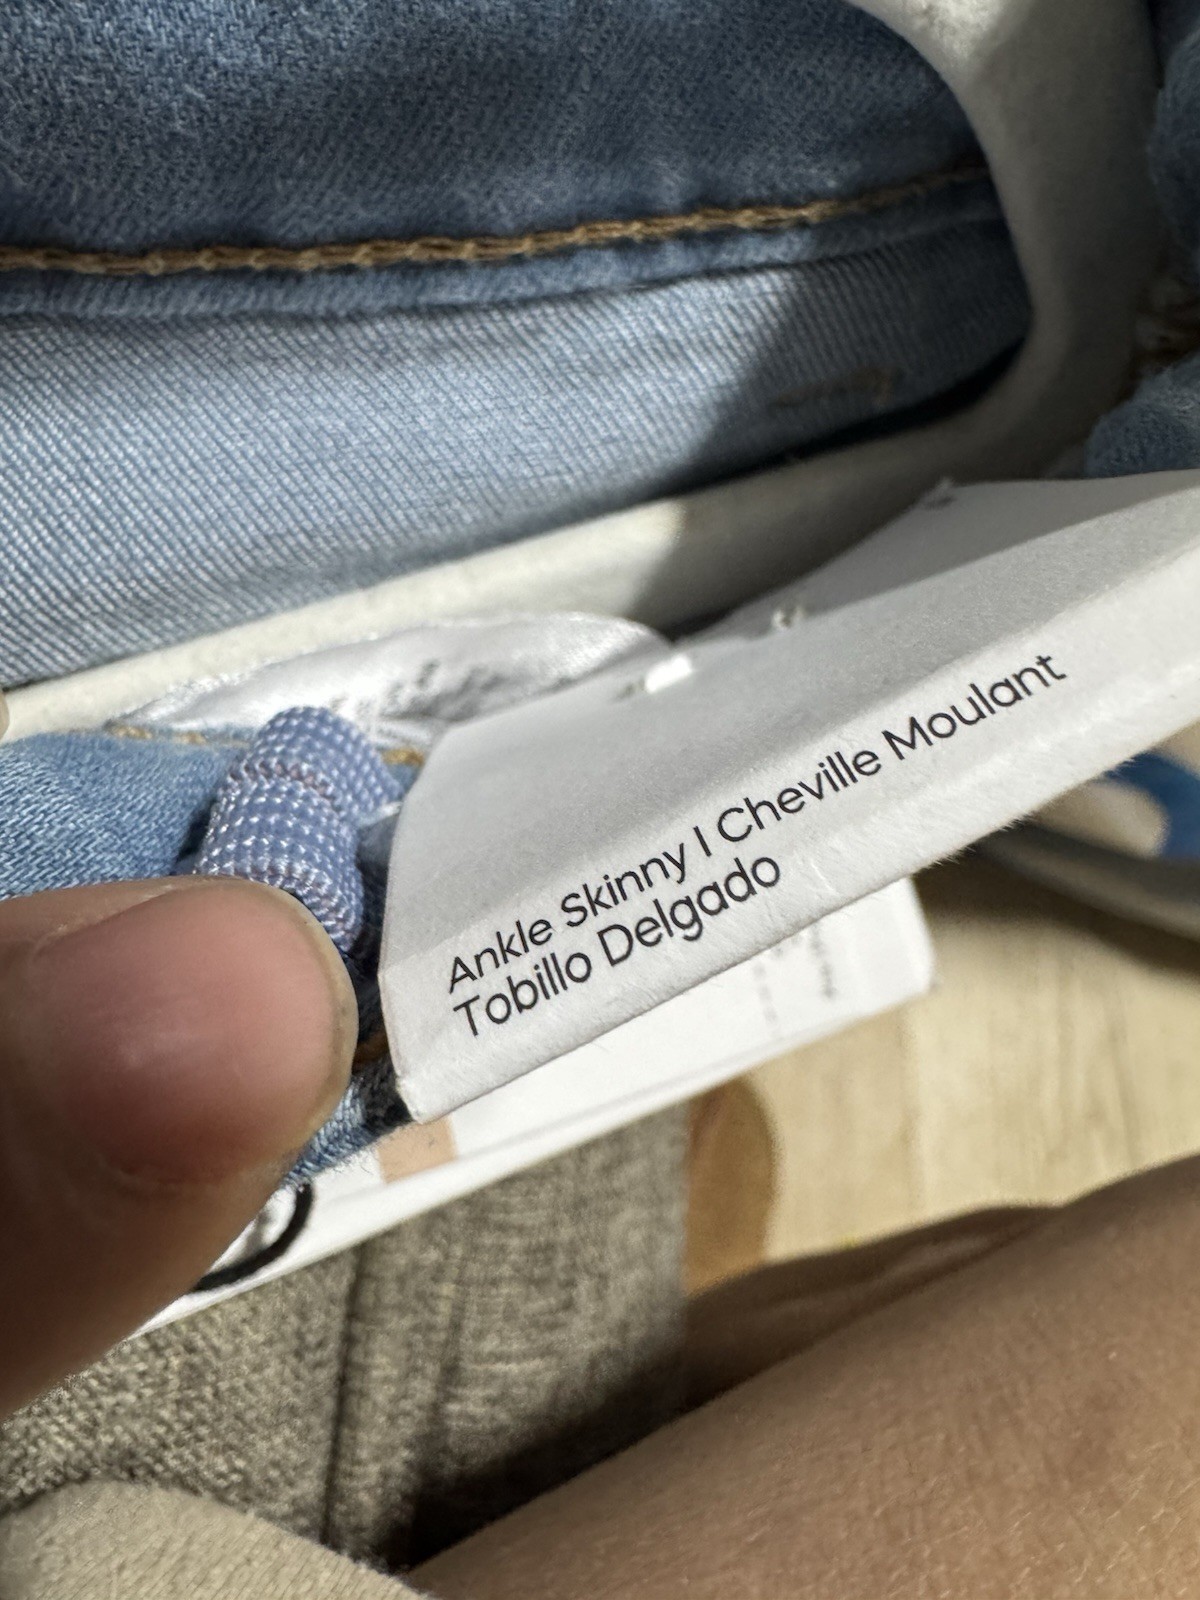 Ankle Skinny | Cheville Moulant
Tobillo Delgado